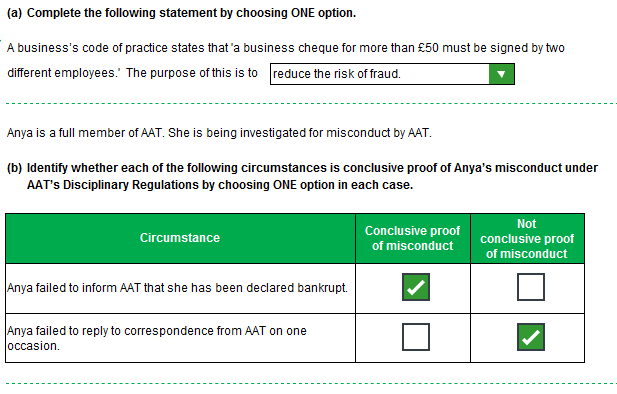 (a) Complete the following statement by choosing ONE option.
A business's code of practice states that 'a business cheque for more than £50 must be signed by two
different employees.' The purpose of this is to reduce the risk of fraud.
Anya is a full member of AAT. She is being investigated for misconduct by AAT.
(b) Identify whether each of the following circumstances is conclusive proof of Anya's misconduct under
AAT's Disciplinary Regulations by choosing ONE option in each case.
Circumstance
Conclusive proof
of misconduct
Not
conclusive proof
of misconduct
Anya failed to inform AAT that she has been declared bankrupt.
Anya failed to reply to correspondence from AAT on one
occasion.